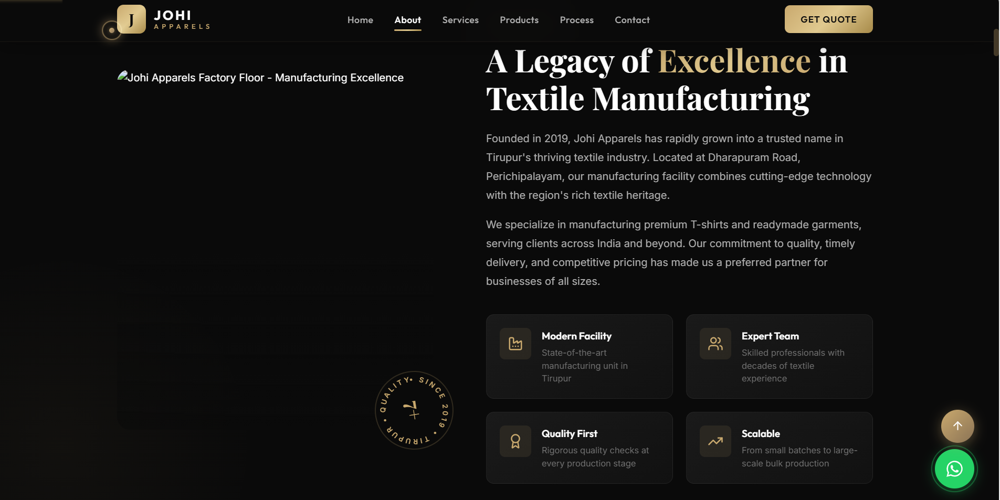 J
JOHI
APPARELS
Home
About
Services
Products
Process
Contact
GET QUOTE
Johi Apparels Factory Floor - Manufacturing Excellence
A Legacy of Excellence in
Textile Manufacturing
Founded in 2019, Johi Apparels has rapidly grown into a trusted name in
Tirupur's thriving textile industry. Located at Dharapuram Road,
Perichipalayam, our manufacturing facility combines cutting-edge technology
with the region's rich textile heritage.
We specialize in manufacturing premium T-shirts and readymade garments,
serving clients across India and beyond. Our commitment to quality, timely
delivery, and competitive pricing has made us a preferred partner for
businesses of all sizes.
• SINCE 2019 • TIRUPUR • QUALITY
7+
Modern Facility
State-of-the-art
manufacturing unit in
Tirupur
Expert Team
Skilled professionals with
decades of textile
experience
Quality First
Rigorous quality checks at
every production stage
Scalable
From small batches to large-
scale bulk production